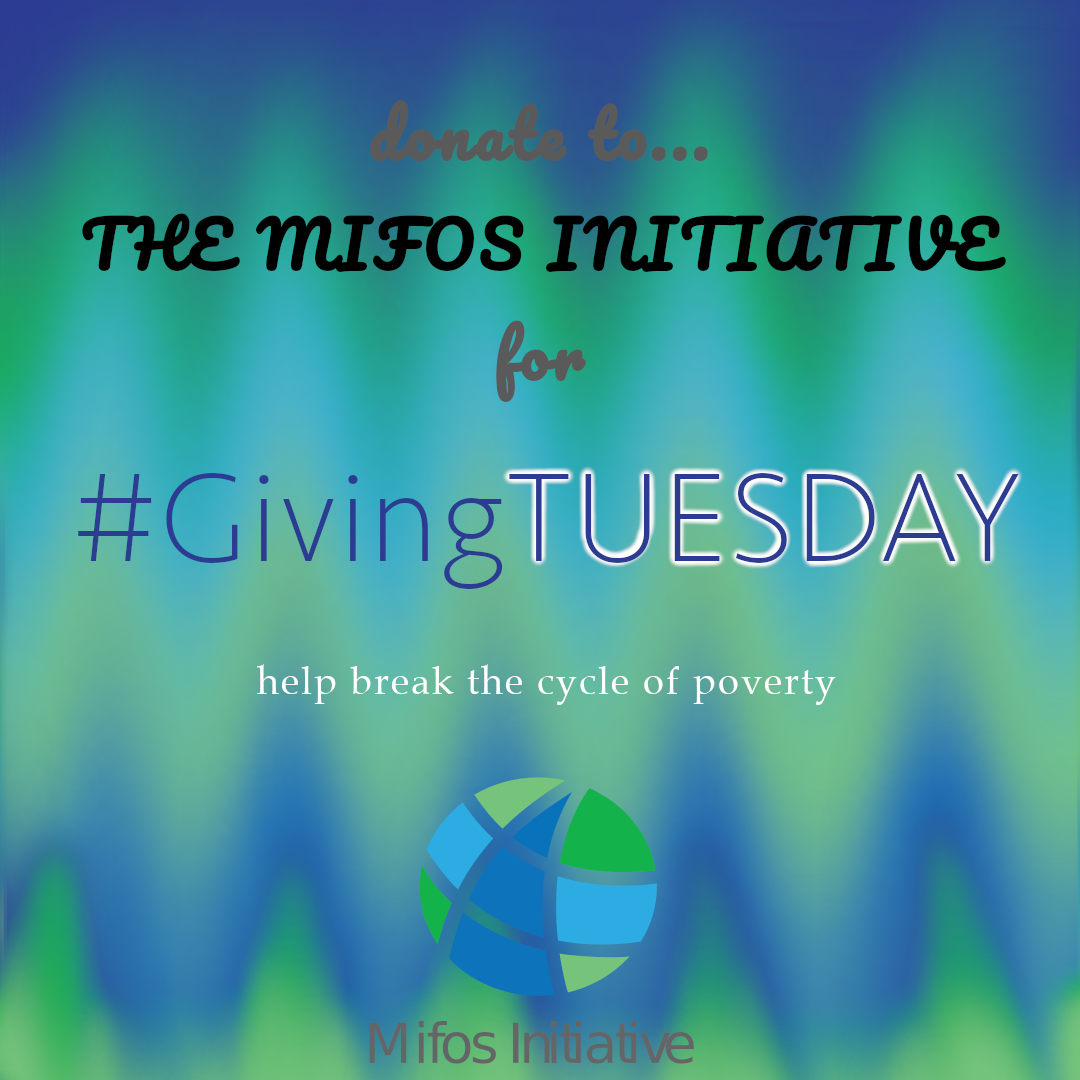 donate to...
THE MIFOS INITIATIVE
for
#GivingTUESDAY
help break the cycle of poverty
Mifos Initiative